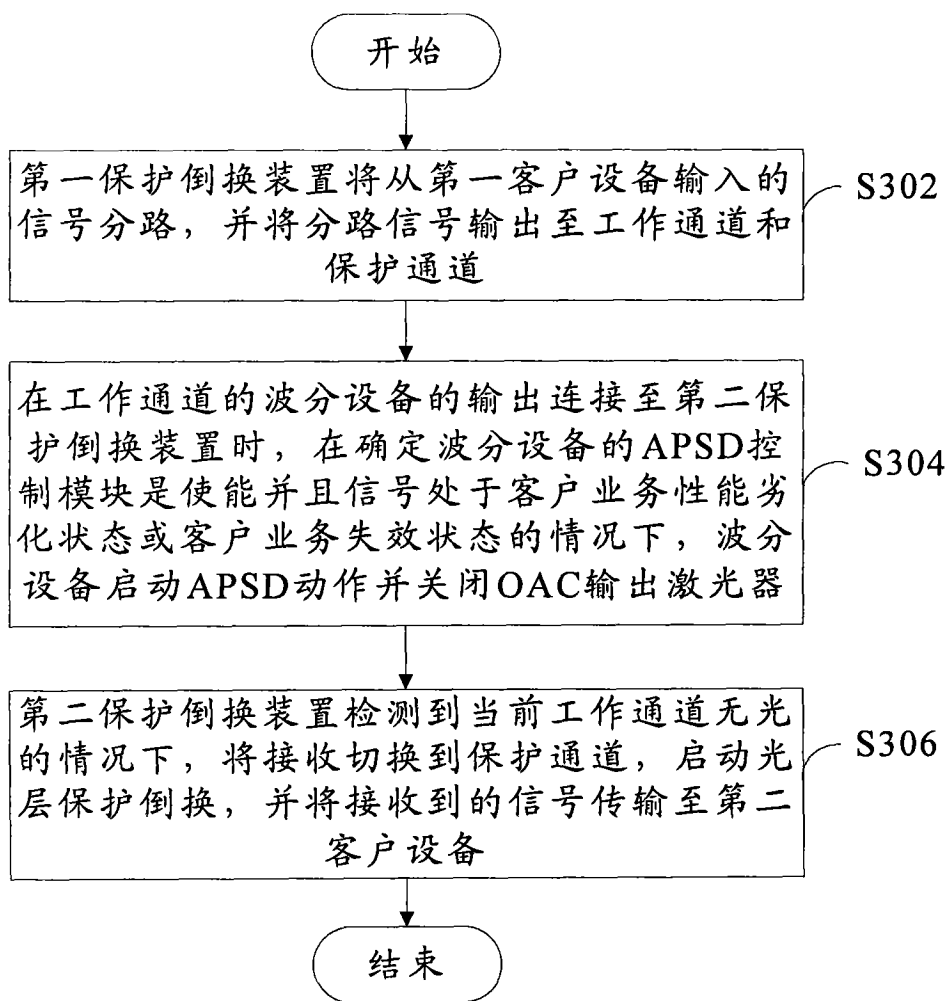 开始
第一保护倒换装置将从第一客户设备输入的
信号分路，并将分路信号输出至工作通道和
保护通道
S302
在工作通道的波分设备的输出连接至第二保
护倒换装置时，在确定波分设备的APSD控
制模块是使能并且信号处于客户业务性能劣
化状态或客户业务失效状态的情况下，波分
设备启动APSD动作并关闭OAC输出激光器
S304
第二保护倒换装置检测到当前工作通道无光
的情况下，将接收切换到保护通道，启动光
层保护倒换，并将接收到的信号传输至第二
客户设备
S306
结束